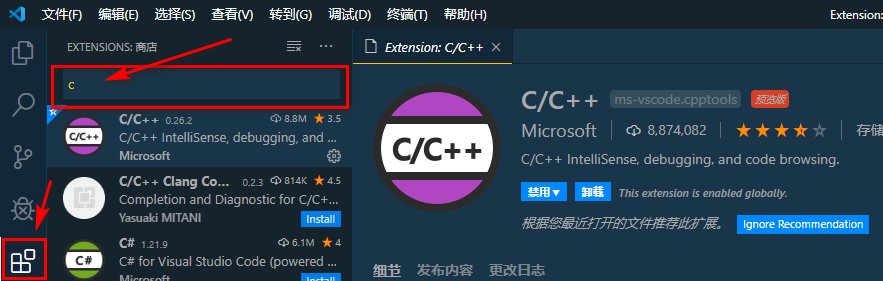 文件(F) 编辑(E) 选择(S) 查看(V) 转到(G) 调试(D) 终端(T) 帮助(H) Extension:
EXTENSIONS: 商店
c
C/C++ 0.26.2 8.8M 3.5
C/C++ IntelliSense, debugging, and ...
Microsoft
C/C++ Clang Co... 0.2.3 814K 4.5
Completion and Diagnostic for C/C+...
Yasuaki MITANI Install
C# 1.21.9 6.1M 4
C# for Visual Studio Code (powered ...
Microsoft Install
Extension: C/C++
C/C++
C/C++ ms-vscode.cpptools 预览版
Microsoft 8,874,082 存储
C/C++ IntelliSense, debugging, and code browsing.
禁用 卸载 This extension is enabled globally.
根据您最近打开的文件推荐此扩展。 Ignore Recommendation
细节 发布内容 更改日志